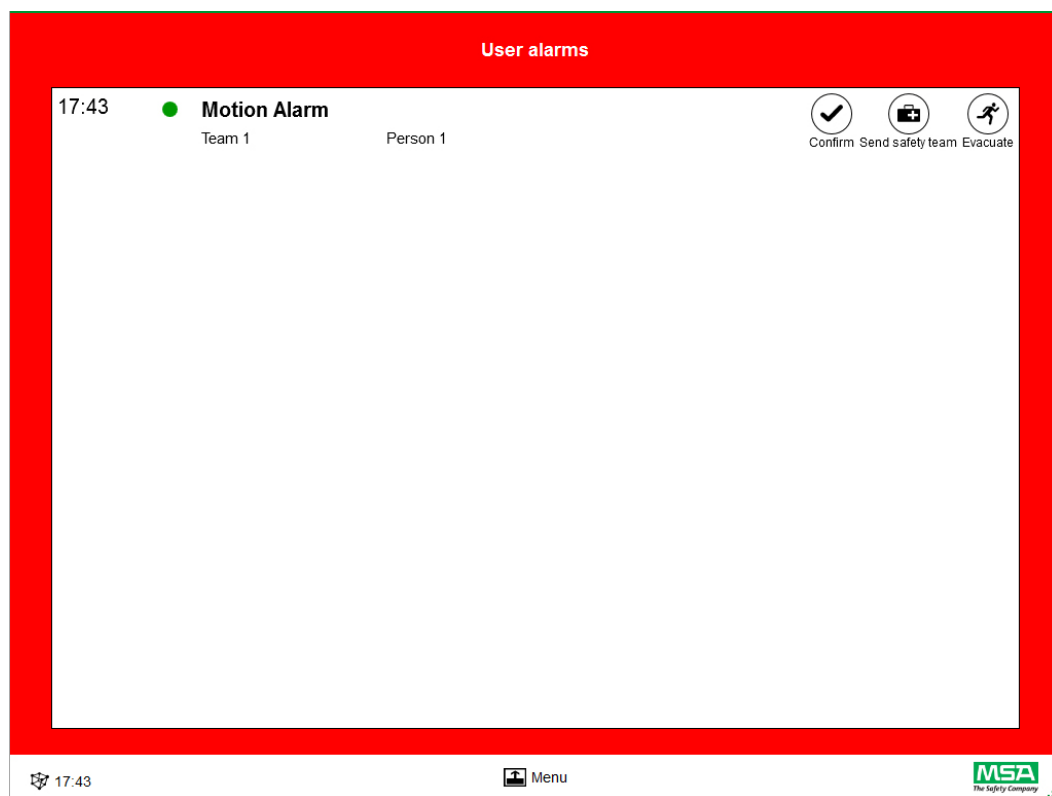 User alarms
17:43 Motion Alarm
Team 1 Person 1
Confirm Send safety team Evacuate
17:43 Menu MSA
The Safety Company